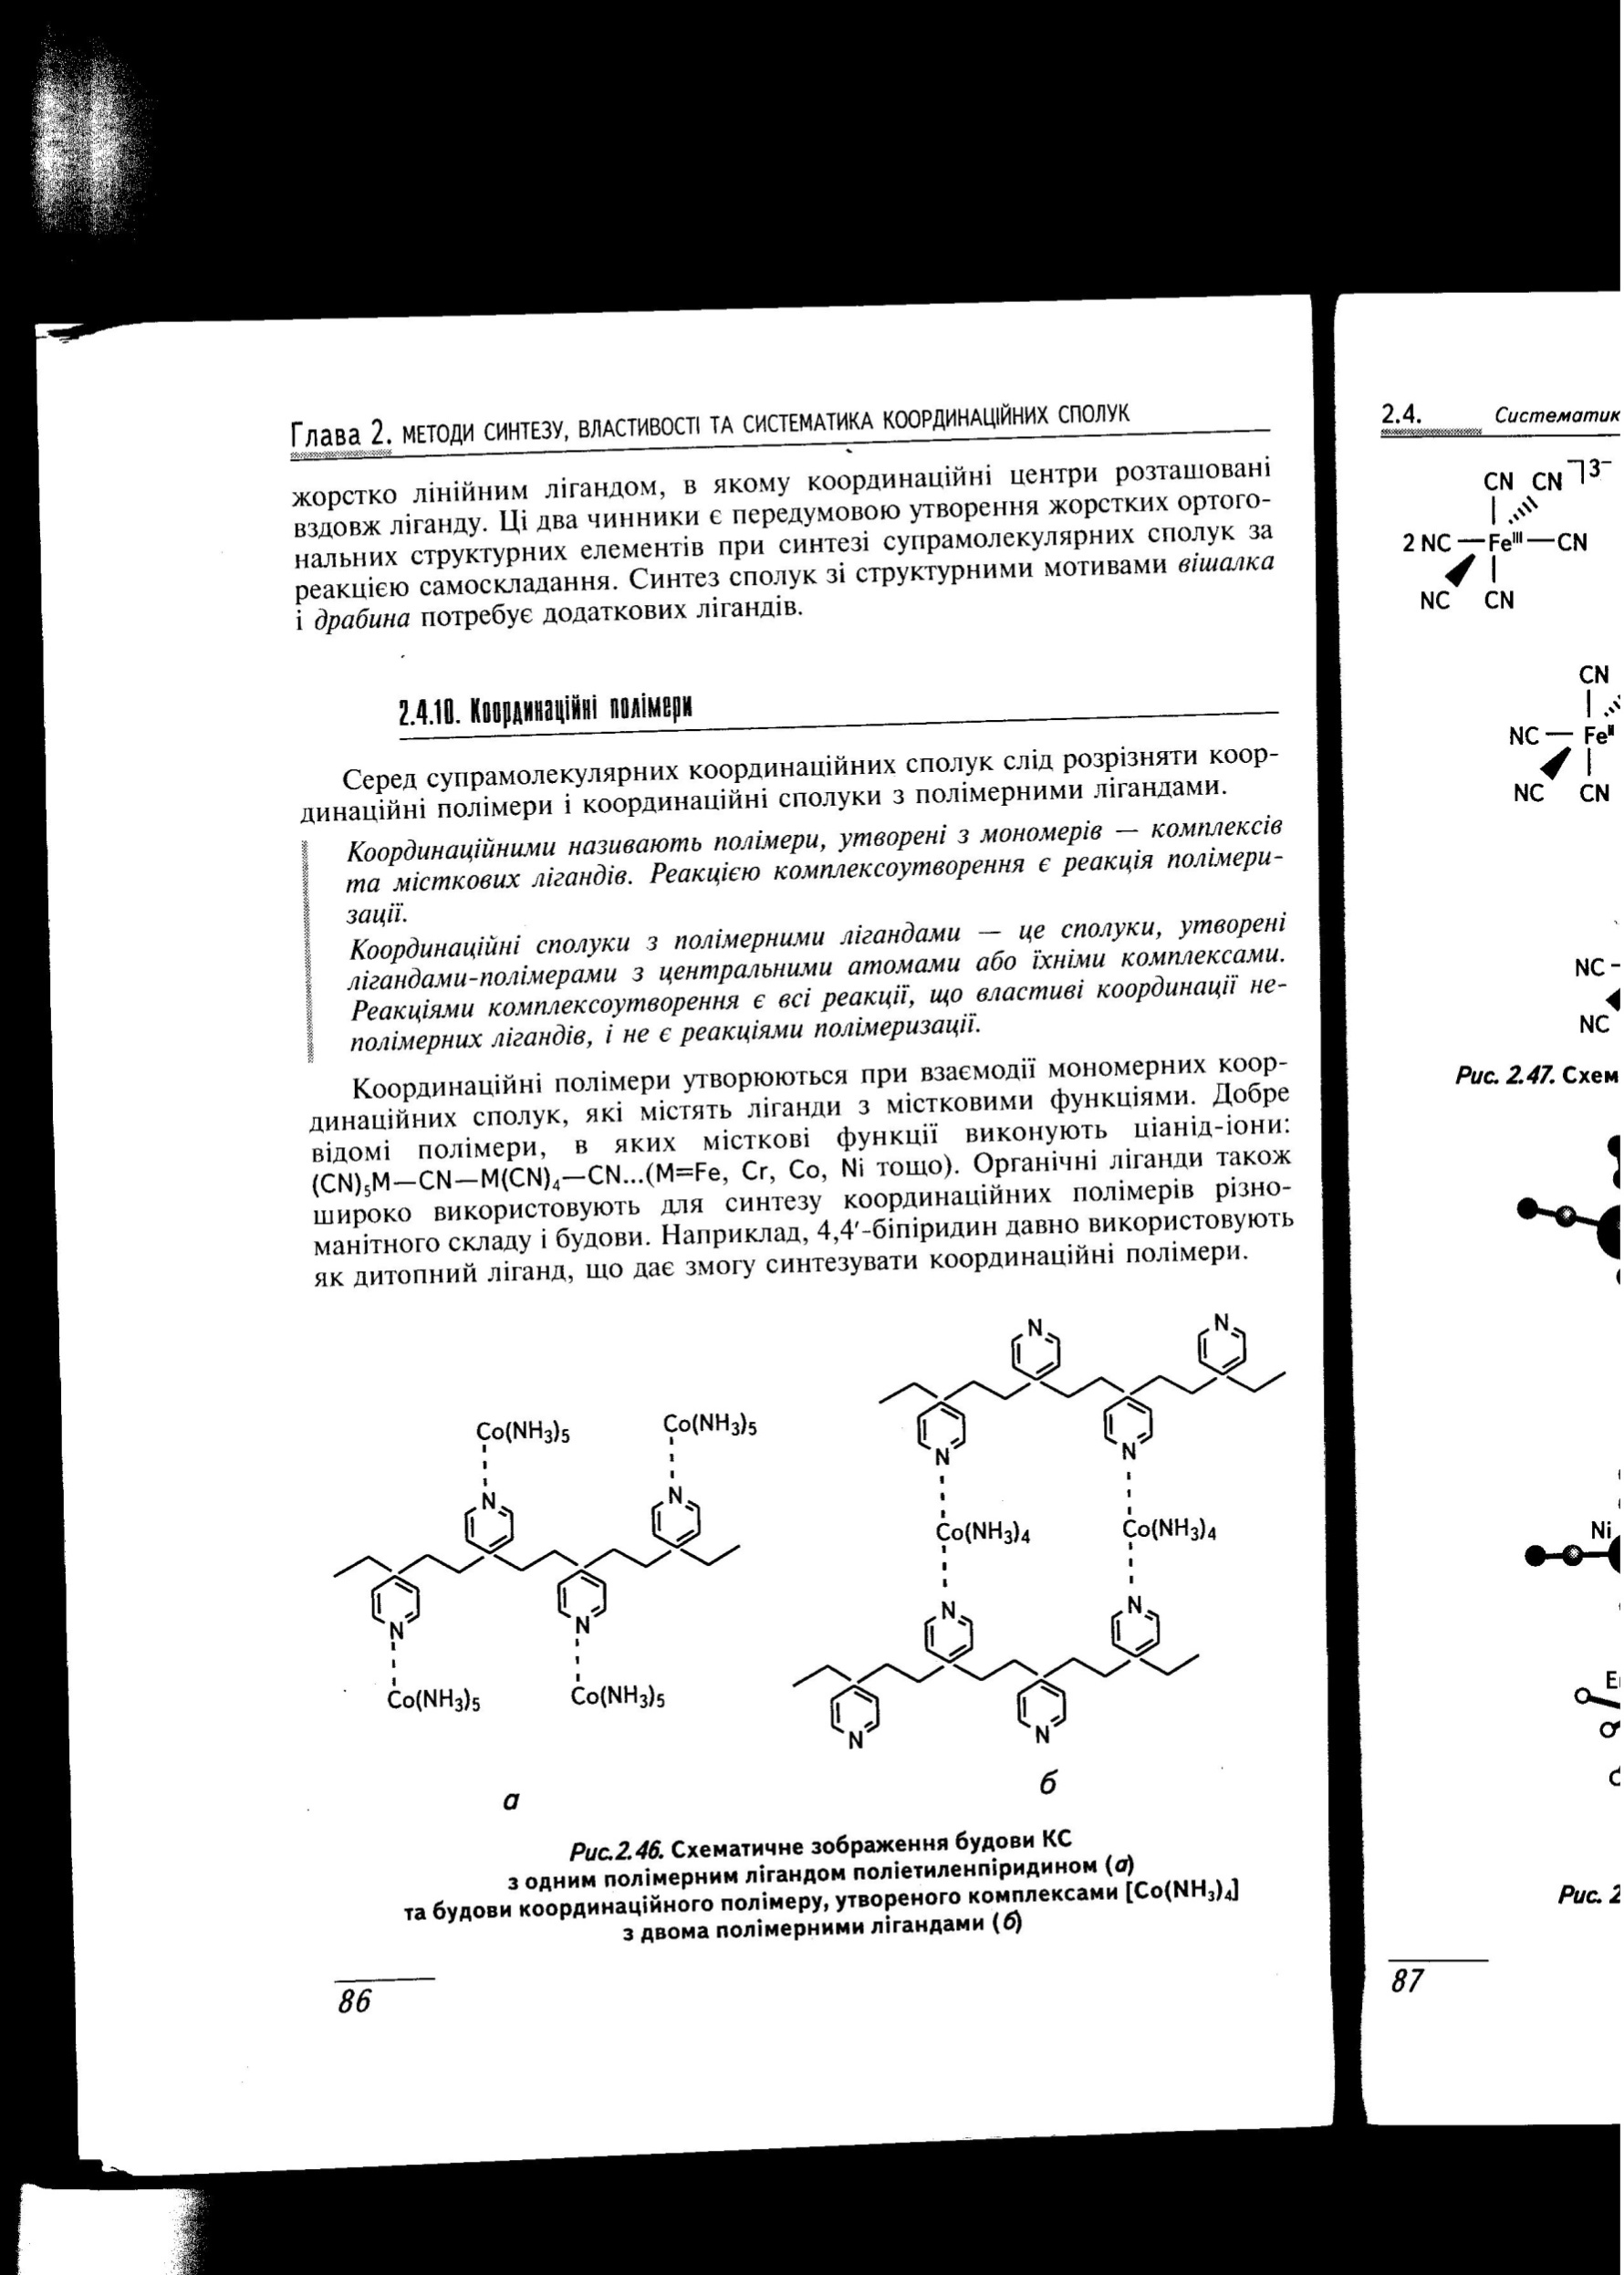 Глава 2. МЕТОДИ СИНТЕЗУ, ВЛАСТИВОСТІ ТА СИСТЕМАТИКА КООРДИНАЦІЙНИХ СПОЛУК
жорстко лінійним лігандом, в якому координаційні центри розташовані
вздовж ліганду. Ці два чинники є передумовою утворення жорстких ортого-
нальних структурних елементів при синтезі супрамолекулярних сполук за
реакцією самоскладання. Синтез сполук зі структурними мотивами вішалка
і драбина потребує додаткових лігандів.
2.4.10. Координаційні полімери
Серед супрамолекулярних координаційних сполук слід розрізняти коор-
динаційні полімери і координаційні сполуки з полімерними лігандами.
Координаційними називають полімери, утворені з мономерів — комплексів
та місткових лігандів. Реакцією комплексоутворення є реакція полімери-
зації.
Координаційні сполуки з полімерними лігандами — це сполуки, утворені
лігандами-полімерами з центральними атомами або їхніми комплексами.
Реакціями комплексоутворення є всі реакції, що властиві координації не-
полімерних лігандів, і не є реакціями полімеризації.
Координаційні полімери утворюються при взаємодії мономерних коор-
динаційних сполук, які містять ліганди з містковими функціями. Добре
відомі полімери, в яких місткові функції виконують ціанід-іони:
(CN)₅M—CN—M(CN)₄—CN...(M=Fe, Cr, Co, Ni тощо). Органічні ліганди також
широко використовують для синтезу координаційних полімерів різно-
манітного складу і будови. Наприклад, 4,4′-біпіридин давно використовують
як дитопний ліганд, що дає змогу синтезувати координаційні полімери.
Co(NH₃)₅ Co(NH₃)₅
N N
N N
Co(NH₃)₅ Co(NH₃)₅
а
N N
N N
Co(NH₃)₄ Co(NH₃)₄
N N
N N
б
Рис.2.46. Схематичне зображення будови КС
з одним полімерним лігандом поліетиленпіридином (а)
та будови координаційного полімеру, утвореного комплексами [Co(NH₃)₄]
з двома полімерними лігандами (б)
86
2.4. Систематик
CN CN ⌉3−
2 NC — Feᴵᴵᴵ — CN
NC CN
CN
NC — Feᴵᴵ
NC CN
NC -
NC
Рис. 2.47. Схем
Ni
Рис. 2
87